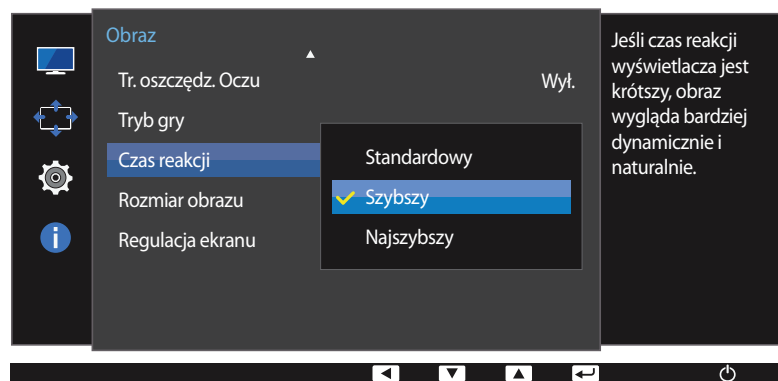 Obraz
Tr. oszczędz. Oczu
Wył.
Tryb gry
Czas reakcji
Rozmiar obrazu
Regulacja ekranu
Standardowy
Szybszy
Najszybszy
Jeśli czas reakcji
wyświetlacza jest
krótszy, obraz
wygląda bardziej
dynamicznie i
naturalnie.